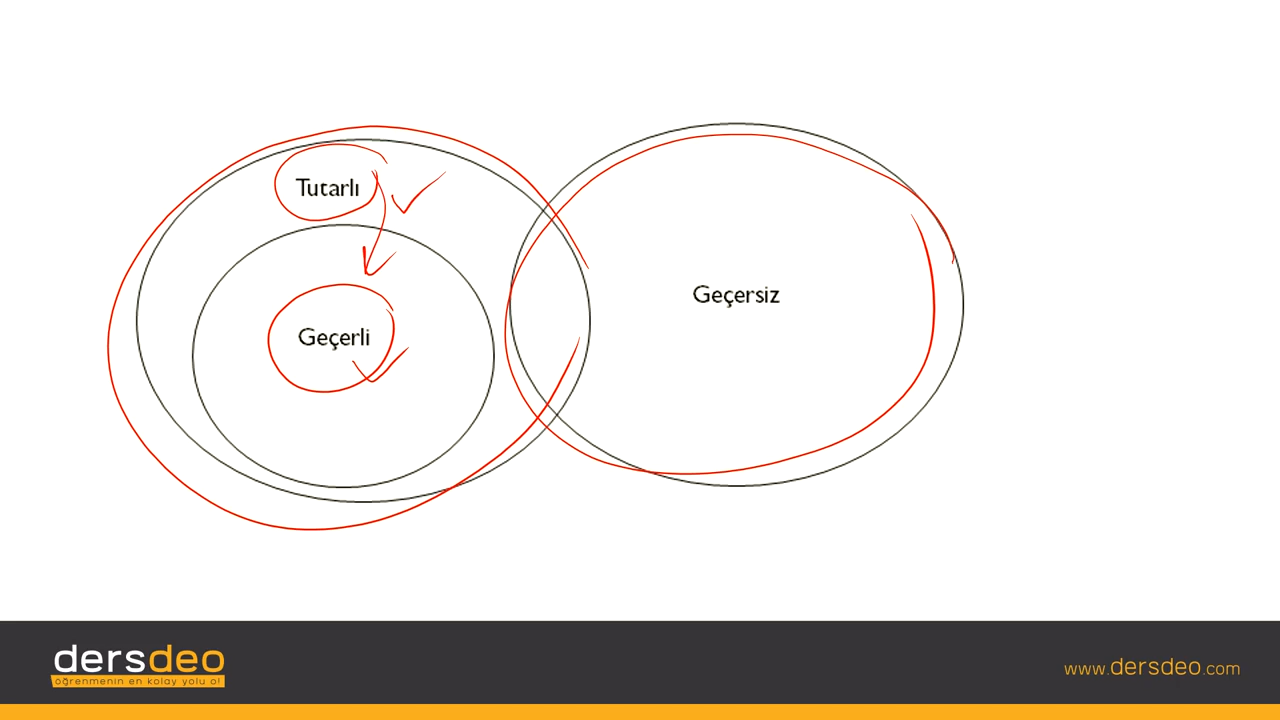 Tutarlı
Geçersiz
Geçerli
dersdeo
öğrenmenin en kolay yolu o!
www.dersdeo.com